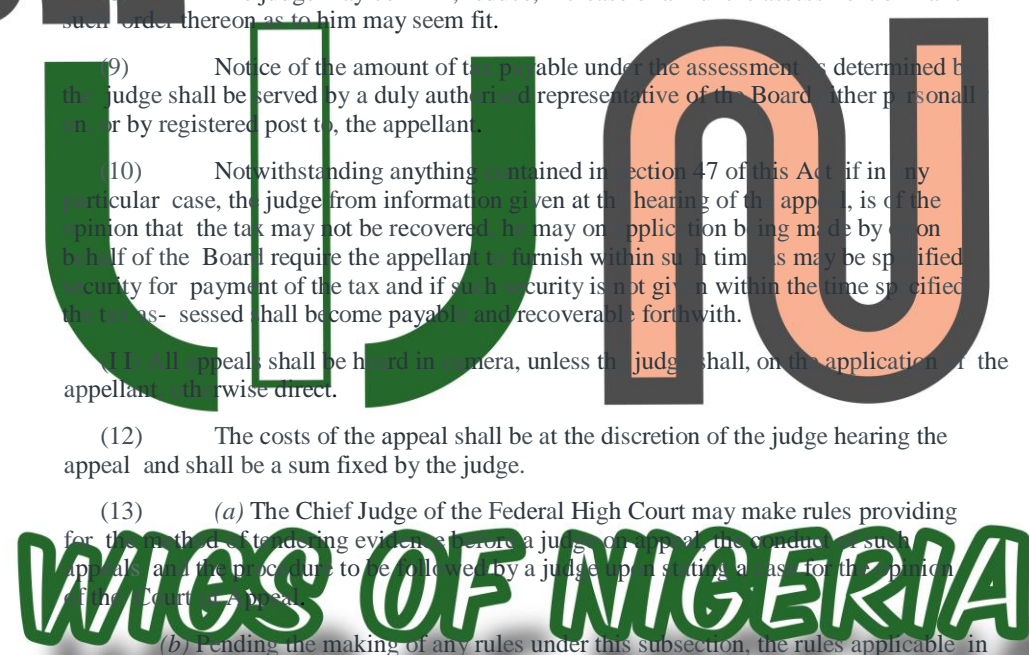 such order thereon as to him may seem fit.
(9) Notice of the amount of tax payable under the assessment as determined by
the judge shall be served by a duly authorised representative of the Board either personally
on, or by registered post to, the appellant.
(10) Notwithstanding anything contained in section 47 of this Act, if in any
particular case, the judge from information given at the hearing of the appeal, is of the
opinion that the tax may not be recovered he may on application being made by or on
behalf of the Board require the appellant to furnish within such time as may be specified
security for payment of the tax and if such security is not given within the time specified
the tax as- sessed shall become payable and recoverable forthwith.
(I I) All appeals shall be heard in camera, unless the judge shall, on the application of the
appellant otherwise direct.
(12) The costs of the appeal shall be at the discretion of the judge hearing the
appeal and shall be a sum fixed by the judge.
(13) (a) The Chief Judge of the Federal High Court may make rules providing
for the method of tendering evidence before a judge on appeal, the conduct of such
appeals and the procedure to be followed by a judge upon stating a case for the opinion
of the Court of Appeal.
WIGS OF NIGERIA
(b) Pending the making of any rules under this subsection, the rules applicable in